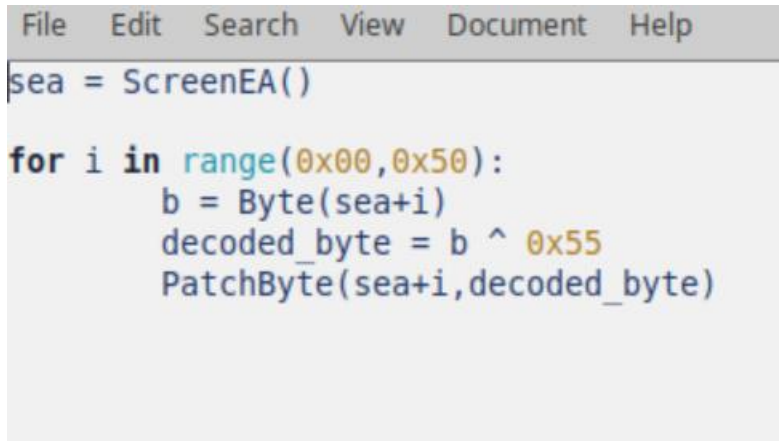 File Edit Search View Document Help
sea = ScreenEA()
for i in range(0x00,0x50):
        b = Byte(sea+i)
        decoded_byte = b ^ 0x55
        PatchByte(sea+i,decoded_byte)